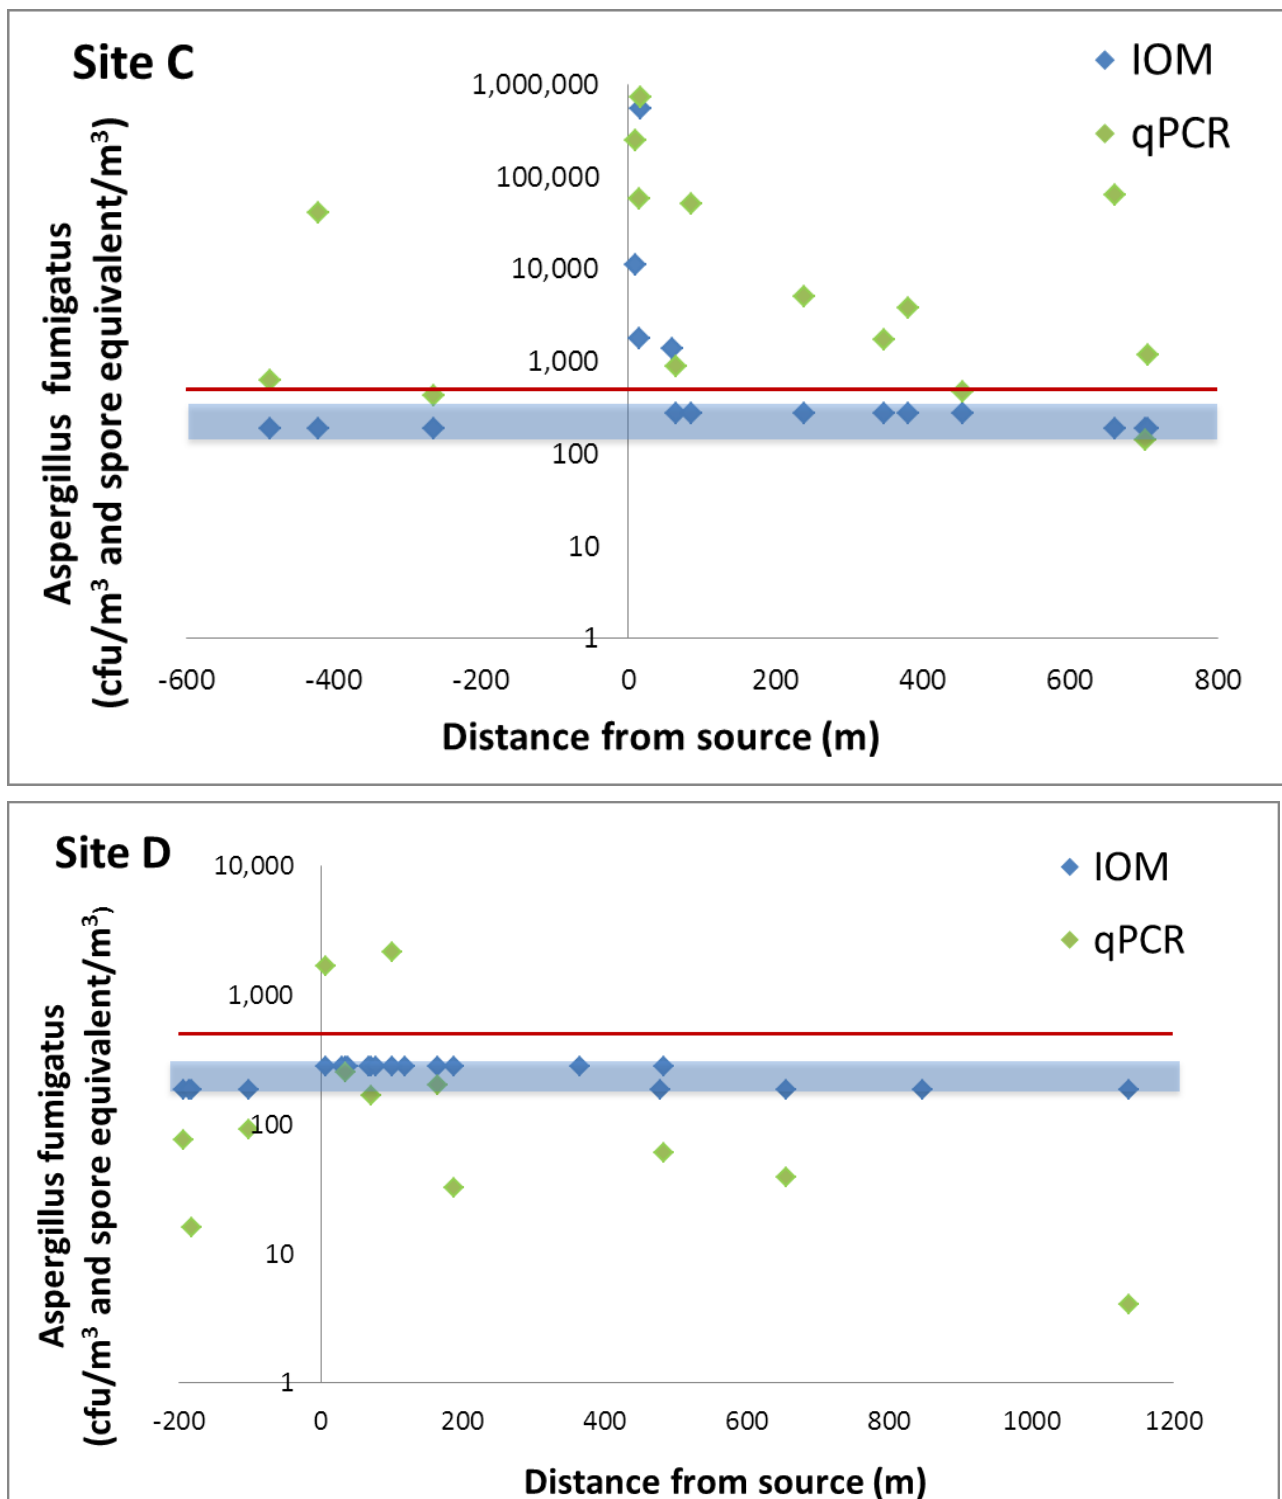 Site C
IOM
qPCR
1,000,000
100,000
10,000
1,000
100
10
1
Aspergillus fumigatus
(cfu/m³ and spore equivalent/m³)
-600 -400 -200 0 200 400 600 800
Distance from source (m)
Site D
IOM
qPCR
10,000
1,000
100
10
1
Aspergillus fumigatus
(cfu/m³ and spore equivalent/m³)
-200 0 200 400 600 800 1000 1200
Distance from source (m)